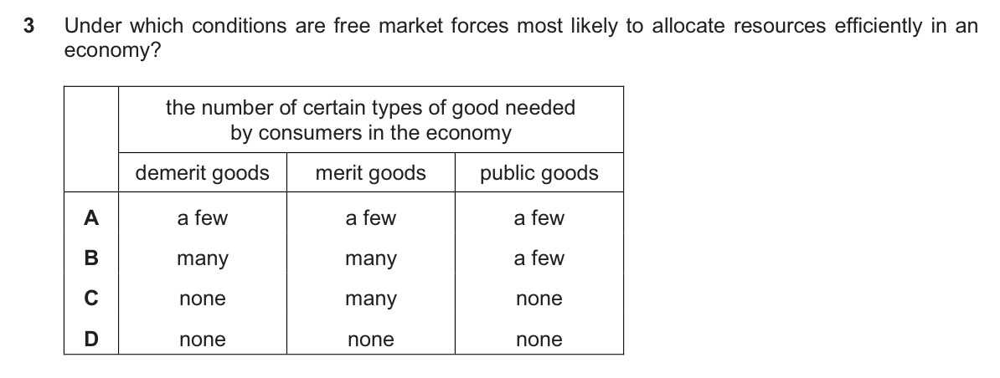 3 Under which conditions are free market forces most likely to allocate resources efficiently in an
economy?
the number of certain types of good needed
by consumers in the economy
demerit goods merit goods public goods
A a few a few a few
B many many a few
C none many none
D none none none